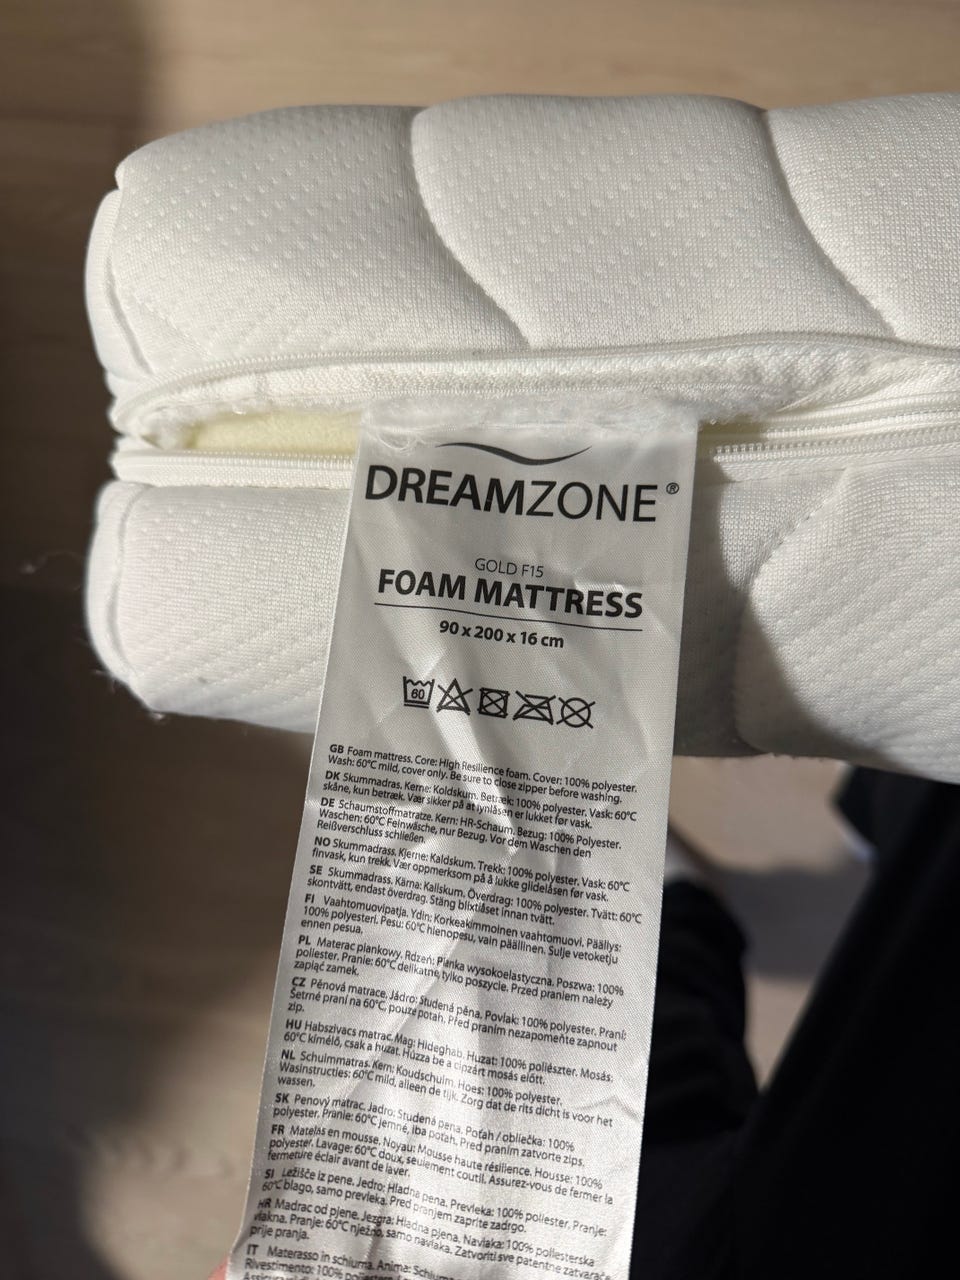 DREAMZONE®
GOLD F15
FOAM MATTRESS
90 x 200 x 16 cm
60
GB Foam mattress. Core: High Resilience foam. Cover: 100% polyester.
Wash: 60°C mild, cover only. Be sure to close zipper before washing.
DK Skummadras. Kerne: Koldskum. Betræk: 100% polyester. Vask: 60°C
skåne, kun betræk. Vær sikker på at lynlåsen er lukket før vask.
DE Schaumstoffmatratze. Kern: HR-Schaum. Bezug: 100% Polyester.
Waschen: 60°C Feinwäsche, nur Bezug. Vor dem Waschen den
Reißverschluss schließen.
NO Skummadrass. Kjerne: Kaldskum. Trekk: 100% polyester. Vask: 60°C
finvask, kun trekk. Vær oppmerksom på å lukke glidelåsen før vask.
SE Skummadrass. Kärna: Kallskum. Överdrag: 100% polyester. Tvätt: 60°C
skontvätt, endast överdrag. Stäng blixtlåset innan tvätt.
FI Vaahtomuovipatja. Ydin: Korkeakimmoinen vaahtomuovi. Päällys:
100% polyesteri. Pesu: 60°C hienopesu, vain päällinen. Sulje vetoketju
ennen pesua.
PL Materac piankowy. Rdzeń: Pianka wysokoelastyczna. Poszwa: 100%
poliester. Pranie: 60°C delikatne, tylko poszycie. Przed praniem należy
zapiąć zamek.
CZ Pěnová matrace. Jádro: Studená pěna. Povlak: 100% polyester. Praní:
Šetrné praní na 60°C, pouze potah. Před praním nezapomeňte zapnout
zip.
HU Habszivacs matrac. Mag: Hideghab. Huzat: 100% poliészter. Mosás:
60°C kímélő, csak a huzat. Húzza be a cipzárt mosás előtt.
NL Schuimmatras. Kern: Koudschuim. Hoes: 100% polyester.
Wasinstructies: 60°C mild, alleen de tijk. Zorg dat de rits dicht is voor het
wassen.
SK Penový matrac. Jadro: Studená pena. Poťah / obliečka: 100%
polyester. Pranie: 60°C jemné, iba poťah. Pred praním zatvorte zips.
FR Matelas en mousse. Noyau: Mousse haute résilience. Housse: 100%
polyester. Lavage: 60°C doux, seulement coutil. Assurez-vous de fermer la
fermeture éclair avant de laver.
SI Ležišče iz pene. Jedro: Hladna pena. Prevleka: 100% poliester. Pranje:
60°C blago, samo prevleka. Pred pranjem zaprite zadrgo.
HR Madrac od pjene. Jezgra: Hladna pjena. Navlaka: 100% poliesterska
vlakna. Pranje: 60°C nježno, samo navlaka. Zatvoriti sve patentne zatvarače
prije pranja.
IT Materasso in schiuma. Anima: Schiuma
Rivestimento: 100% poliestere.